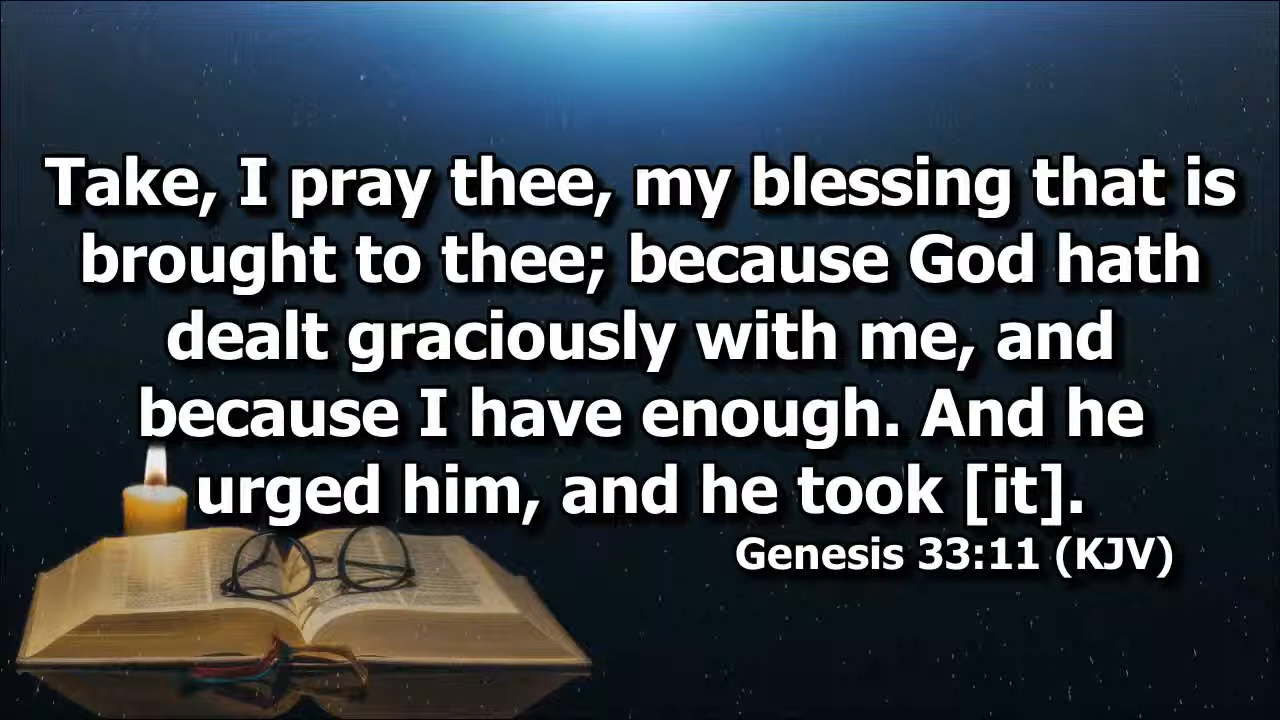 Take, I pray thee, my blessing that is
brought to thee; because God hath
dealt graciously with me, and
because I have enough. And he
urged him, and he took [it].
Genesis 33:11 (KJV)